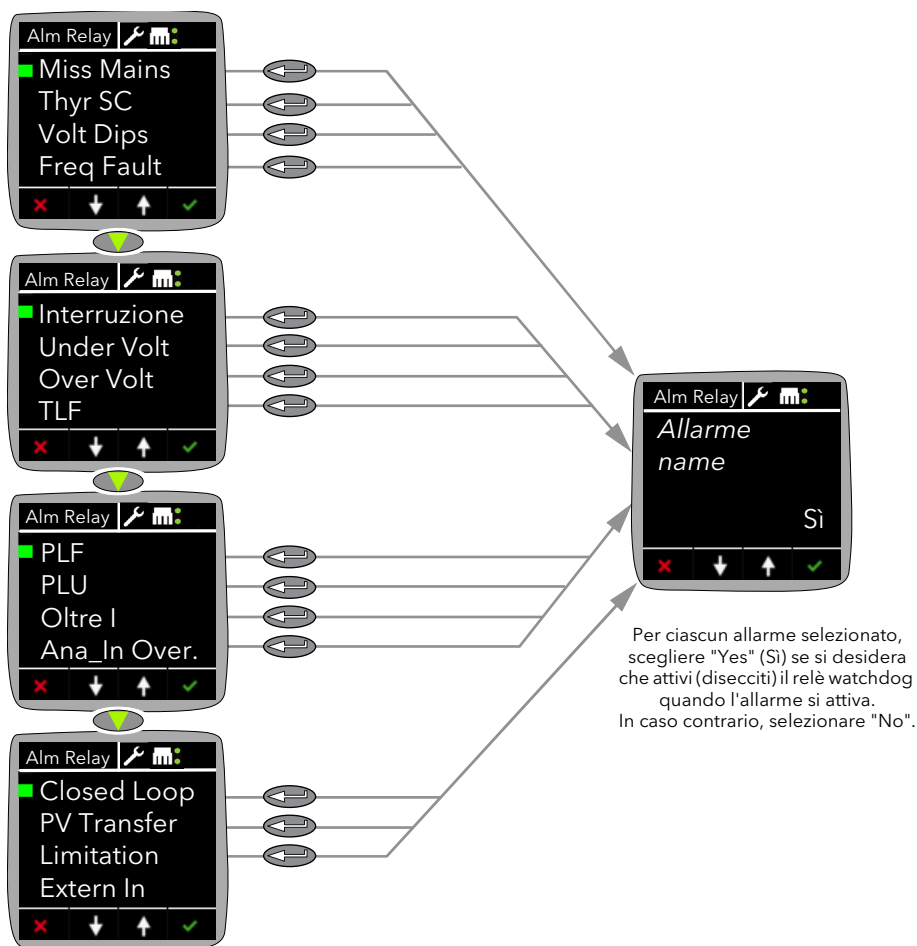 Alm Relay
Miss Mains
Thyr SC
Volt Dips
Freq Fault
Alm Relay
Interruzione
Under Volt
Over Volt
TLF
Alm Relay
PLF
PLU
Oltre I
Ana_In Over.
Alm Relay
Closed Loop
PV Transfer
Limitation
Extern In
Alm Relay
Allarme
name
Sì
Per ciascun allarme selezionato,
scegliere "Yes" (Sì) se si desidera
che attivi (disecciti) il relè watchdog
quando l'allarme si attiva.
In caso contrario, selezionare "No".